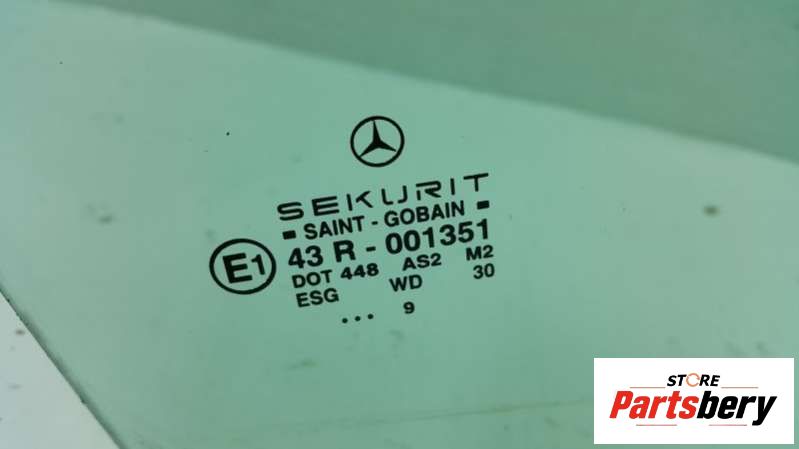 SEKURIT
SAINT - GOBAIN
E1
43 R - 001351
DOT 448 AS2 M2
ESG WD 30
... 9
STORE
Partsbery